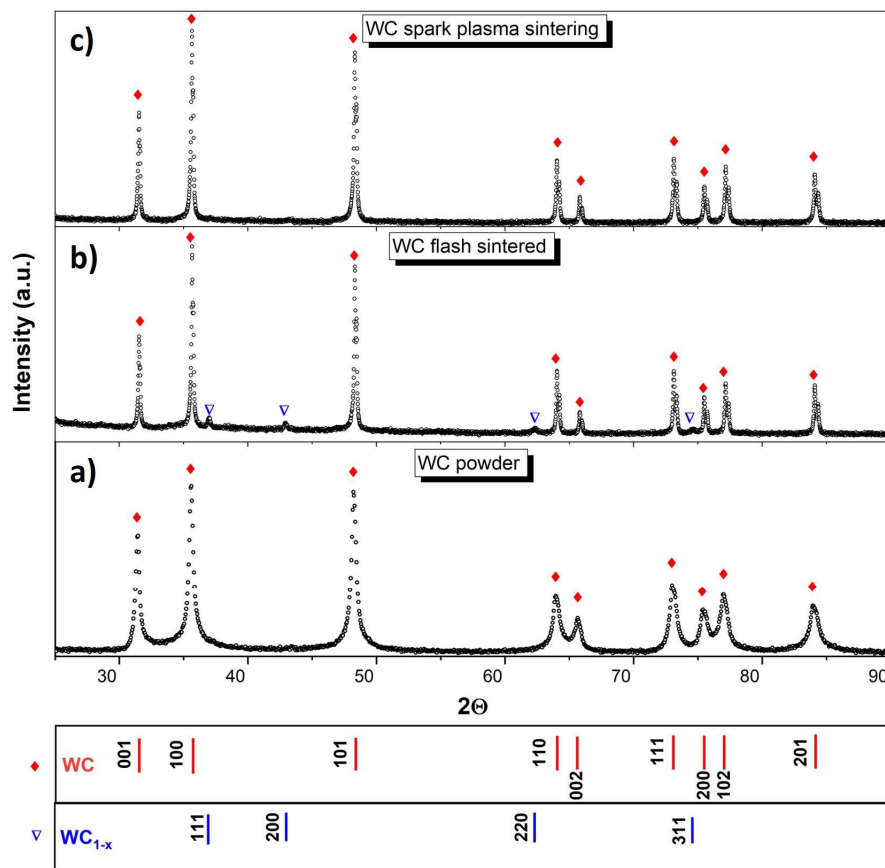 c)
WC spark plasma sintering
b)
WC flash sintered
a)
WC powder
Intensity (a.u.)
30 40 50 60 70 80 90
2Θ
WC
001 100 101 110 002 111 200 102 201
WC1-x
111 200 220 311